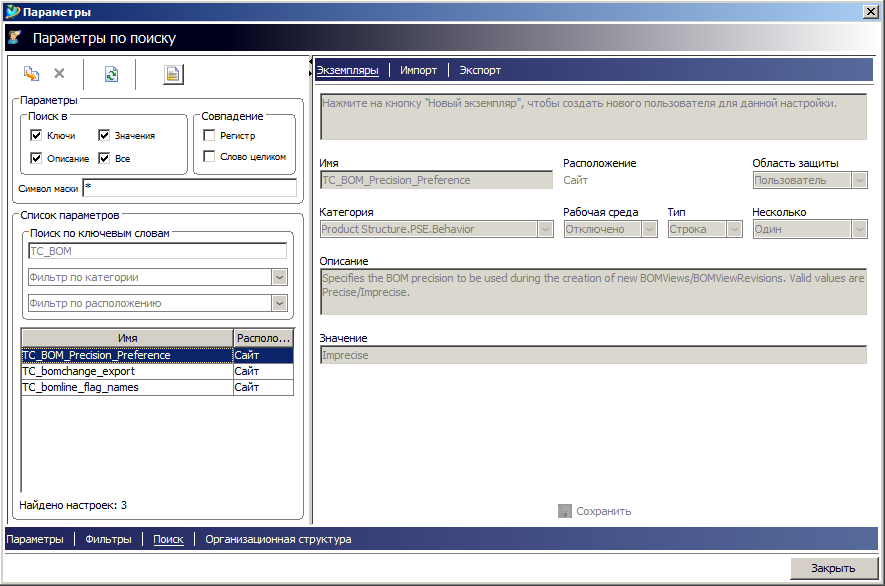 Параметры
Параметры по поиску
Параметры
Поиск в
Ключи
Значения
Описание
Все
Совпадение
Регистр
Слово целиком
Символ маски
*
Список параметров
Поиск по ключевым словам
TC_BOM
Фильтр по категории
Фильтр по расположению
Имя
Располо...
TC_BOM_Precision_Preference
Сайт
TC_bomchange_export
Сайт
TC_bomline_flag_names
Сайт
Найдено настроек: 3
Экземпляры
Импорт
Экспорт
Нажмите на кнопку "Новый экземпляр", чтобы создать нового пользователя для данной настройки.
Имя
Расположение
Область защиты
TC_BOM_Precision_Preference
Сайт
Пользователь
Категория
Рабочая среда
Тип
Несколько
Product Structure.PSE.Behavior
Отключено
Строка
Один
Описание
Specifies the BOM precision to be used during the creation of new BOMViews/BOMViewRevisions. Valid values are
Precise/Imprecise.
Значение
Imprecise
Сохранить
Параметры
Фильтры
Поиск
Организационная структура
Закрыть